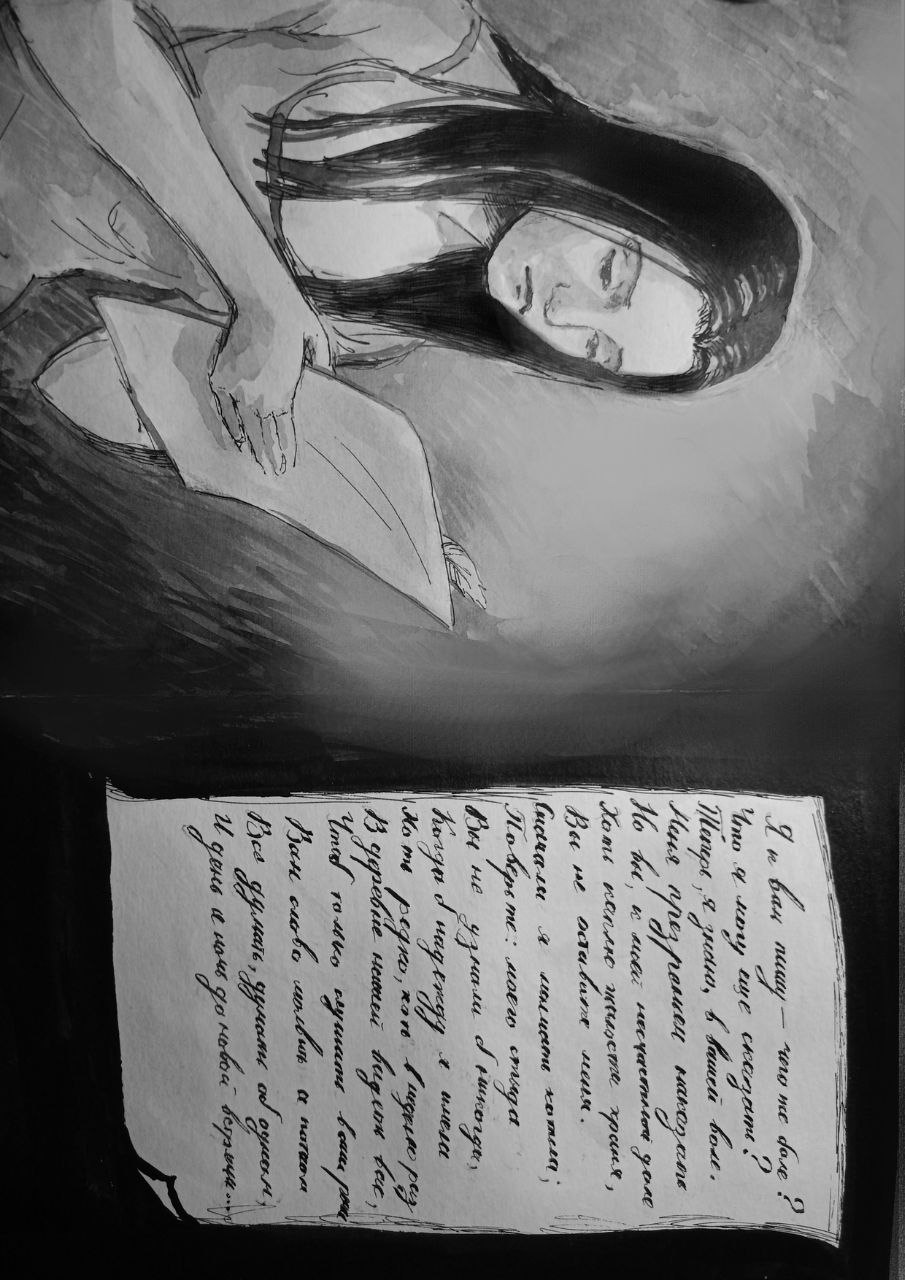 Я к вам пишу — что же боле?
Что я могу еще сказать?
Теперь, я знаю, в вашей воле.
Меня презреньем наказать
Но вы, к моей несчастной доле
Хоть каплю жалости храня,
Вы не оставите меня.
Сначала я молчать хотела;
Поверьте: моего стыда
Вы не узнали б никогда,
Когда б надежду я имела
Хоть редко, хоть в неделю раз
В деревне нашей видеть вас,
Чтоб только слушать ваши речи
Вам слово молвить а потом
Все думать, думать об одном,
И день и ночь до новой встречи...